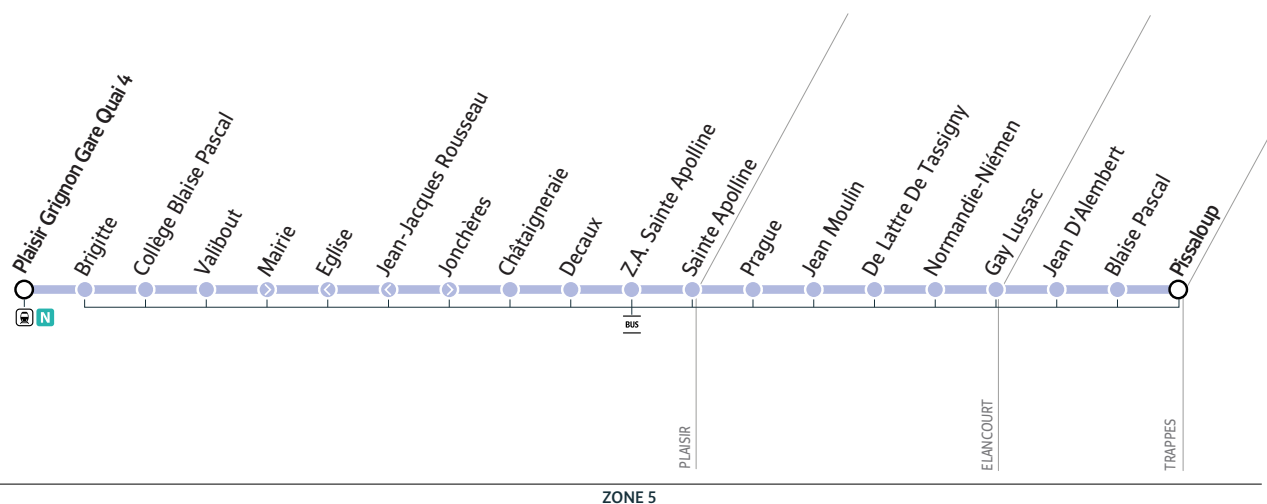 Plaisir Grignon Gare Quai 4
Brigitte
Collège Blaise Pascal
Valibout
Mairie
Eglise
Jean-Jacques Rousseau
Jonchères
Châtaigneraie
Decaux
Z.A. Sainte Apolline
Sainte Apolline
Prague
Jean Moulin
De Lattre De Tassigny
Normandie-Niémen
Gay Lussac
Jean D'Alembert
Blaise Pascal
Pissaloup
N
BUS
PLAISIR
ELANCOURT
TRAPPES
ZONE 5